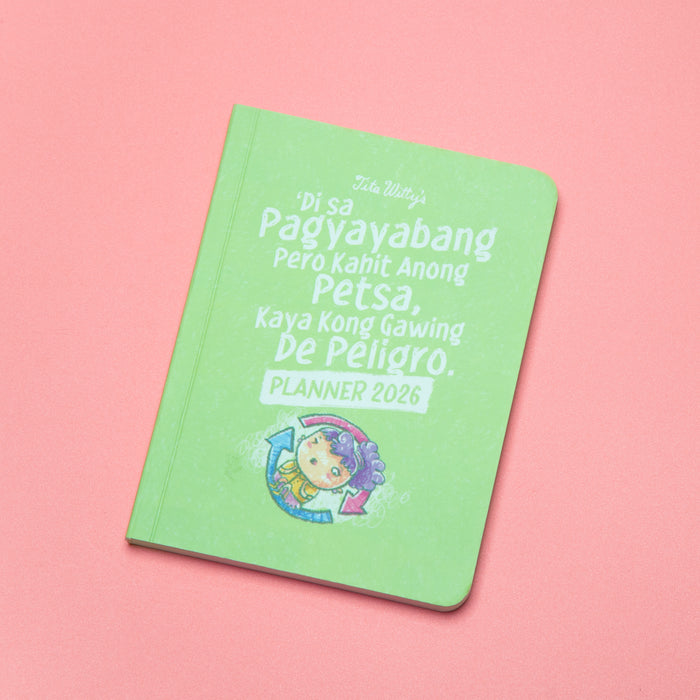 Tita Witty's
'Di sa
Pagyayabang
Pero Kahit Anong
Petsa,
Kaya Kong Gawing
De Peligro.
PLANNER 2026